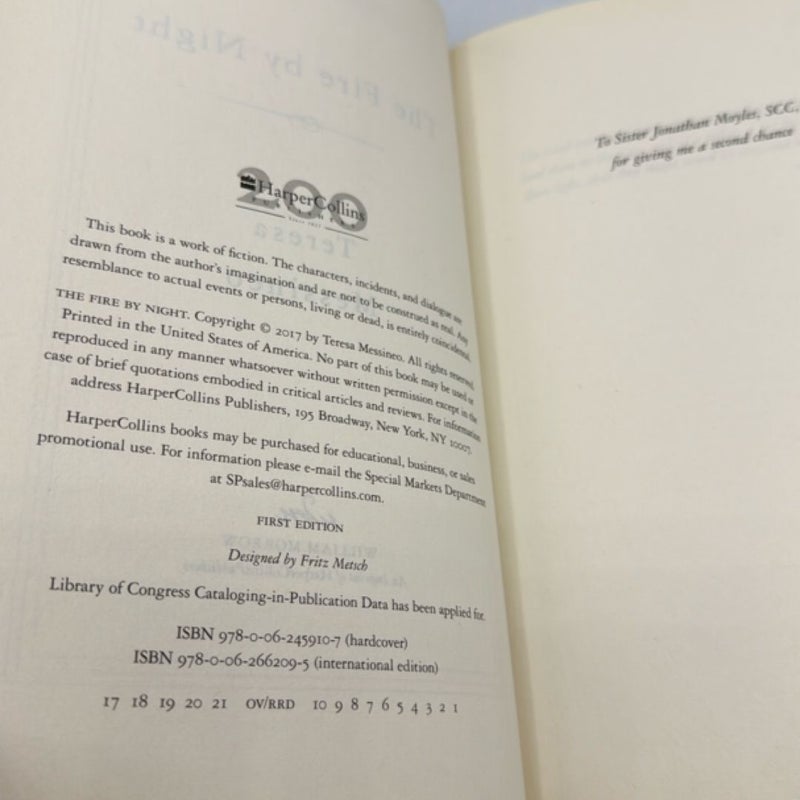 The Fire by Night
200
HarperCollins
Teresa
This book is a work of fiction. The characters, incidents, and dialogue are
drawn from the author's imagination and are not to be construed as real. Any
resemblance to actual events or persons, living or dead, is entirely coincidental.
THE FIRE BY NIGHT. Copyright © 2017 by Teresa Messineo. All rights reserved.
Printed in the United States of America. No part of this book may be used or
reproduced in any manner whatsoever without written permission except in the
case of brief quotations embodied in critical articles and reviews. For information
address HarperCollins Publishers, 195 Broadway, New York, NY 10007.
HarperCollins books may be purchased for educational, business, or sales
promotional use. For information please e-mail the Special Markets Department
at SPsales@harpercollins.com.
FIRST EDITION
WILLIAM MORROW
Designed by Fritz Metsch
Library of Congress Cataloging-in-Publication Data has been applied for.
ISBN 978-0-06-245910-7 (hardcover)
ISBN 978-0-06-266209-5 (international edition)
17 18 19 20 21 OV/RRD 10 9 8 7 6 5 4 3 2 1
To Sister Jonathan Moyles, SCC,
for giving me a second chance